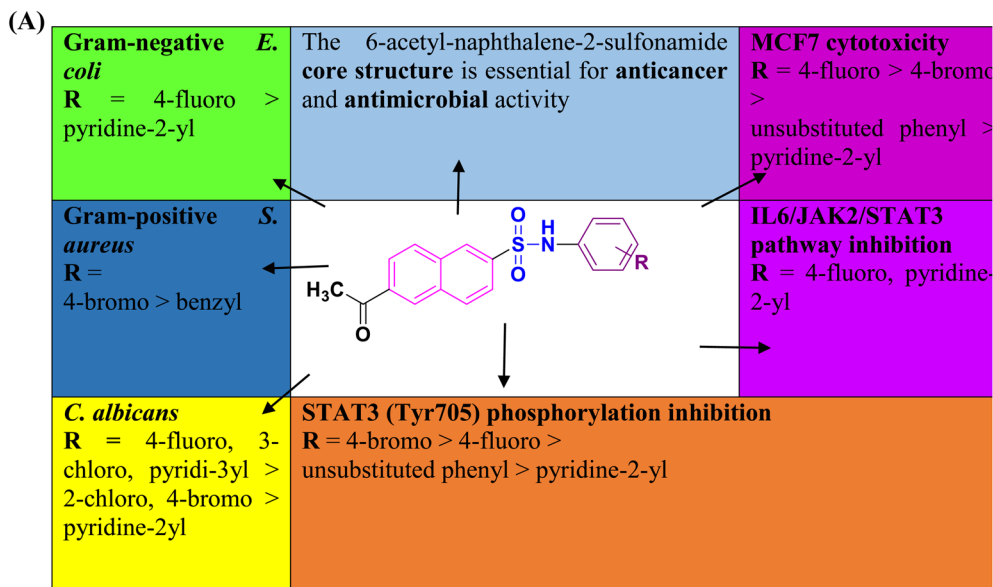 (A)
Gram-negative E.
coli
R = 4-fluoro >
pyridine-2-yl
The 6-acetyl-naphthalene-2-sulfonamide
core structure is essential for anticancer
and antimicrobial activity
MCF7 cytotoxicity
R = 4-fluoro > 4-bromo
>
unsubstituted phenyl >
pyridine-2-yl
Gram-positive S.
aureus
R =
4-bromo > benzyl
O
S
O
H
N
R
H3C
O
IL6/JAK2/STAT3
pathway inhibition
R = 4-fluoro, pyridine-
2-yl
C. albicans
R = 4-fluoro, 3-
chloro, pyridi-3yl >
2-chloro, 4-bromo >
pyridine-2yl
STAT3 (Tyr705) phosphorylation inhibition
R = 4-bromo > 4-fluoro >
unsubstituted phenyl > pyridine-2-yl